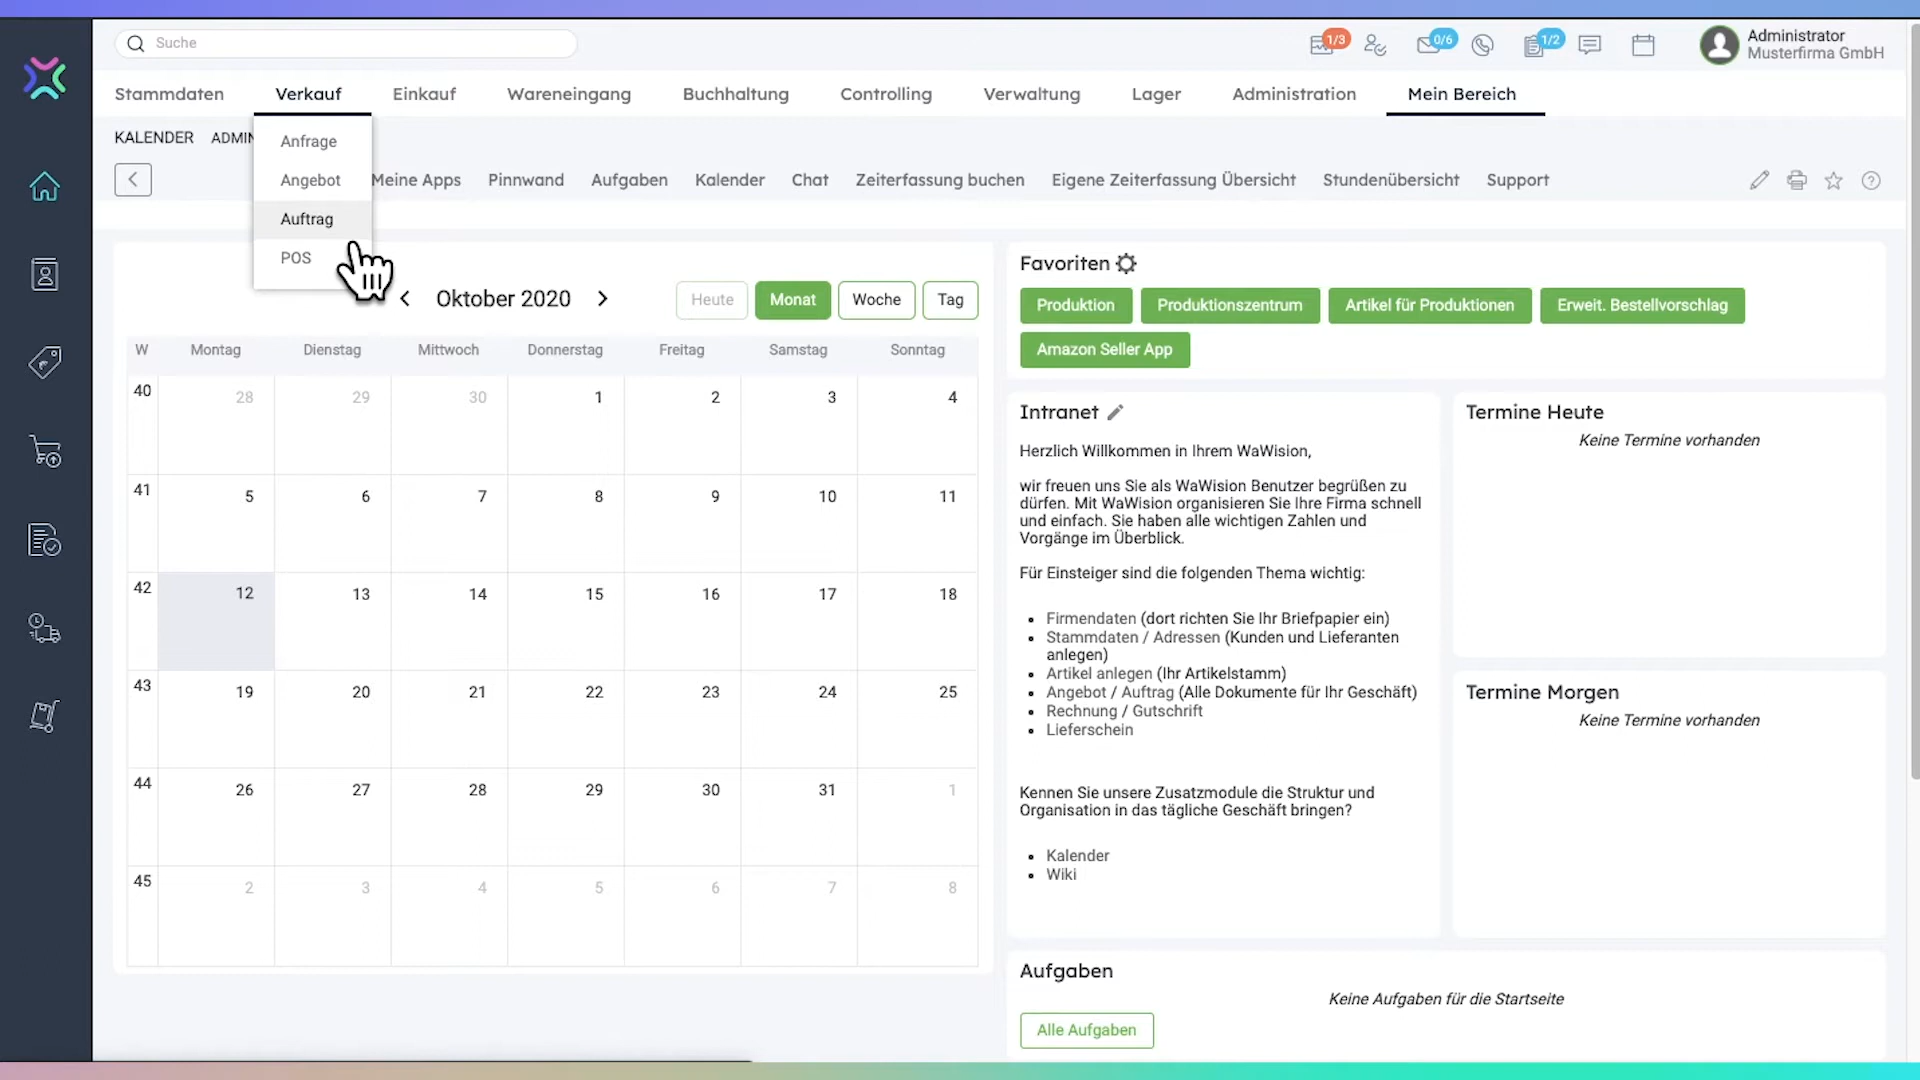 Suche
1/3
0/6
1/2
Administrator
Musterfirma GmbH
Stammdaten Verkauf Einkauf Wareneingang Buchhaltung Controlling Verwaltung Lager Administration Mein Bereich
KALENDER
Anfrage
Angebot
Auftrag
POS
Meine Apps Pinnwand Aufgaben Kalender Chat Zeiterfassung buchen Eigene Zeiterfassung Übersicht Stundenübersicht Support
Oktober 2020
Heute Monat Woche Tag
W Montag Dienstag Mittwoch Donnerstag Freitag Samstag Sonntag
40 28 29 30 1 2 3 4
41 5 6 7 8 9 10 11
42 12 13 14 15 16 17 18
43 19 20 21 22 23 24 25
44 26 27 28 29 30 31 1
45 2 3 4 5 6 7 8
Favoriten
Produktion Produktionszentrum Artikel für Produktionen Erweit. Bestellvorschlag
Amazon Seller App
Intranet
Herzlich Willkommen in Ihrem WaWision,
wir freuen uns Sie als WaWision Benutzer begrüßen zu
dürfen. Mit WaWision organisieren Sie Ihre Firma schnell
und einfach. Sie haben alle wichtigen Zahlen und
Vorgänge im Überblick.
Für Einsteiger sind die folgenden Thema wichtig:
Firmendaten (dort richten Sie Ihr Briefpapier ein)
Stammdaten / Adressen (Kunden und Lieferanten
anlegen)
Artikel anlegen (Ihr Artikelstamm)
Angebot / Auftrag (Alle Dokumente für Ihr Geschäft)
Rechnung / Gutschrift
Lieferschein
Kennen Sie unsere Zusatzmodule die Struktur und
Organisation in das tägliche Geschäft bringen?
Kalender
Wiki
Termine Heute
Keine Termine vorhanden
Termine Morgen
Keine Termine vorhanden
Aufgaben
Keine Aufgaben für die Startseite
Alle Aufgaben